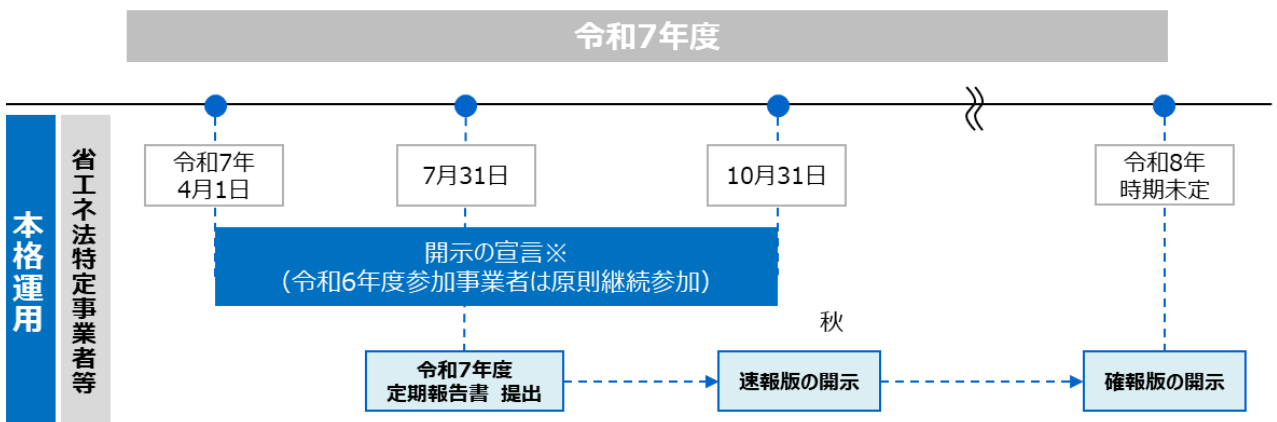 令和7年度
本格運用
省エネ法特定事業者等
令和7年
4月1日
7月31日
10月31日
令和8年
時期未定
開示の宣言※
（令和6年度参加事業者は原則継続参加）
秋
令和7年度
定期報告書 提出
速報版の開示
確報版の開示